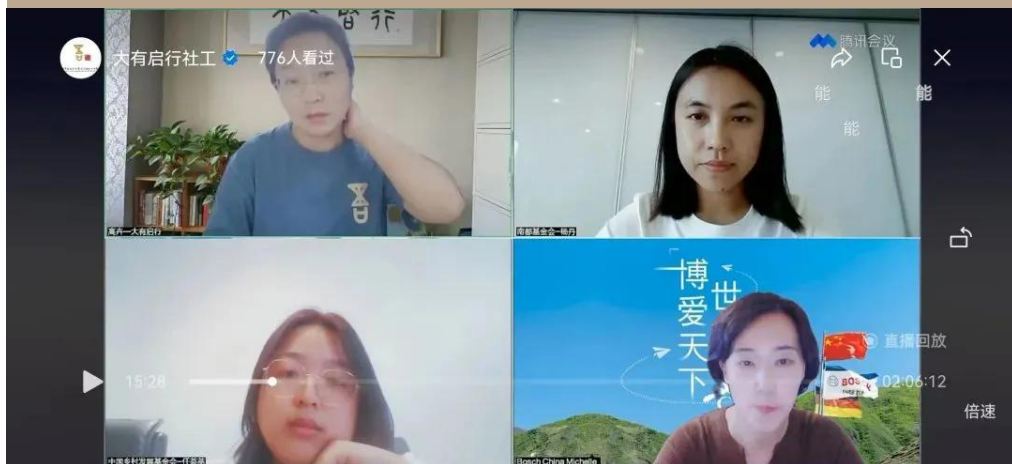 大有启行社工
776人看过
腾讯会议
能
能
能
高卉—大有启行
南都基金会-杨丹
博爱天下
世
直播回放
BOSCH
15:28
02:06:12
倍速
中国乡村发展基金会-任益
Bosch China Michelle